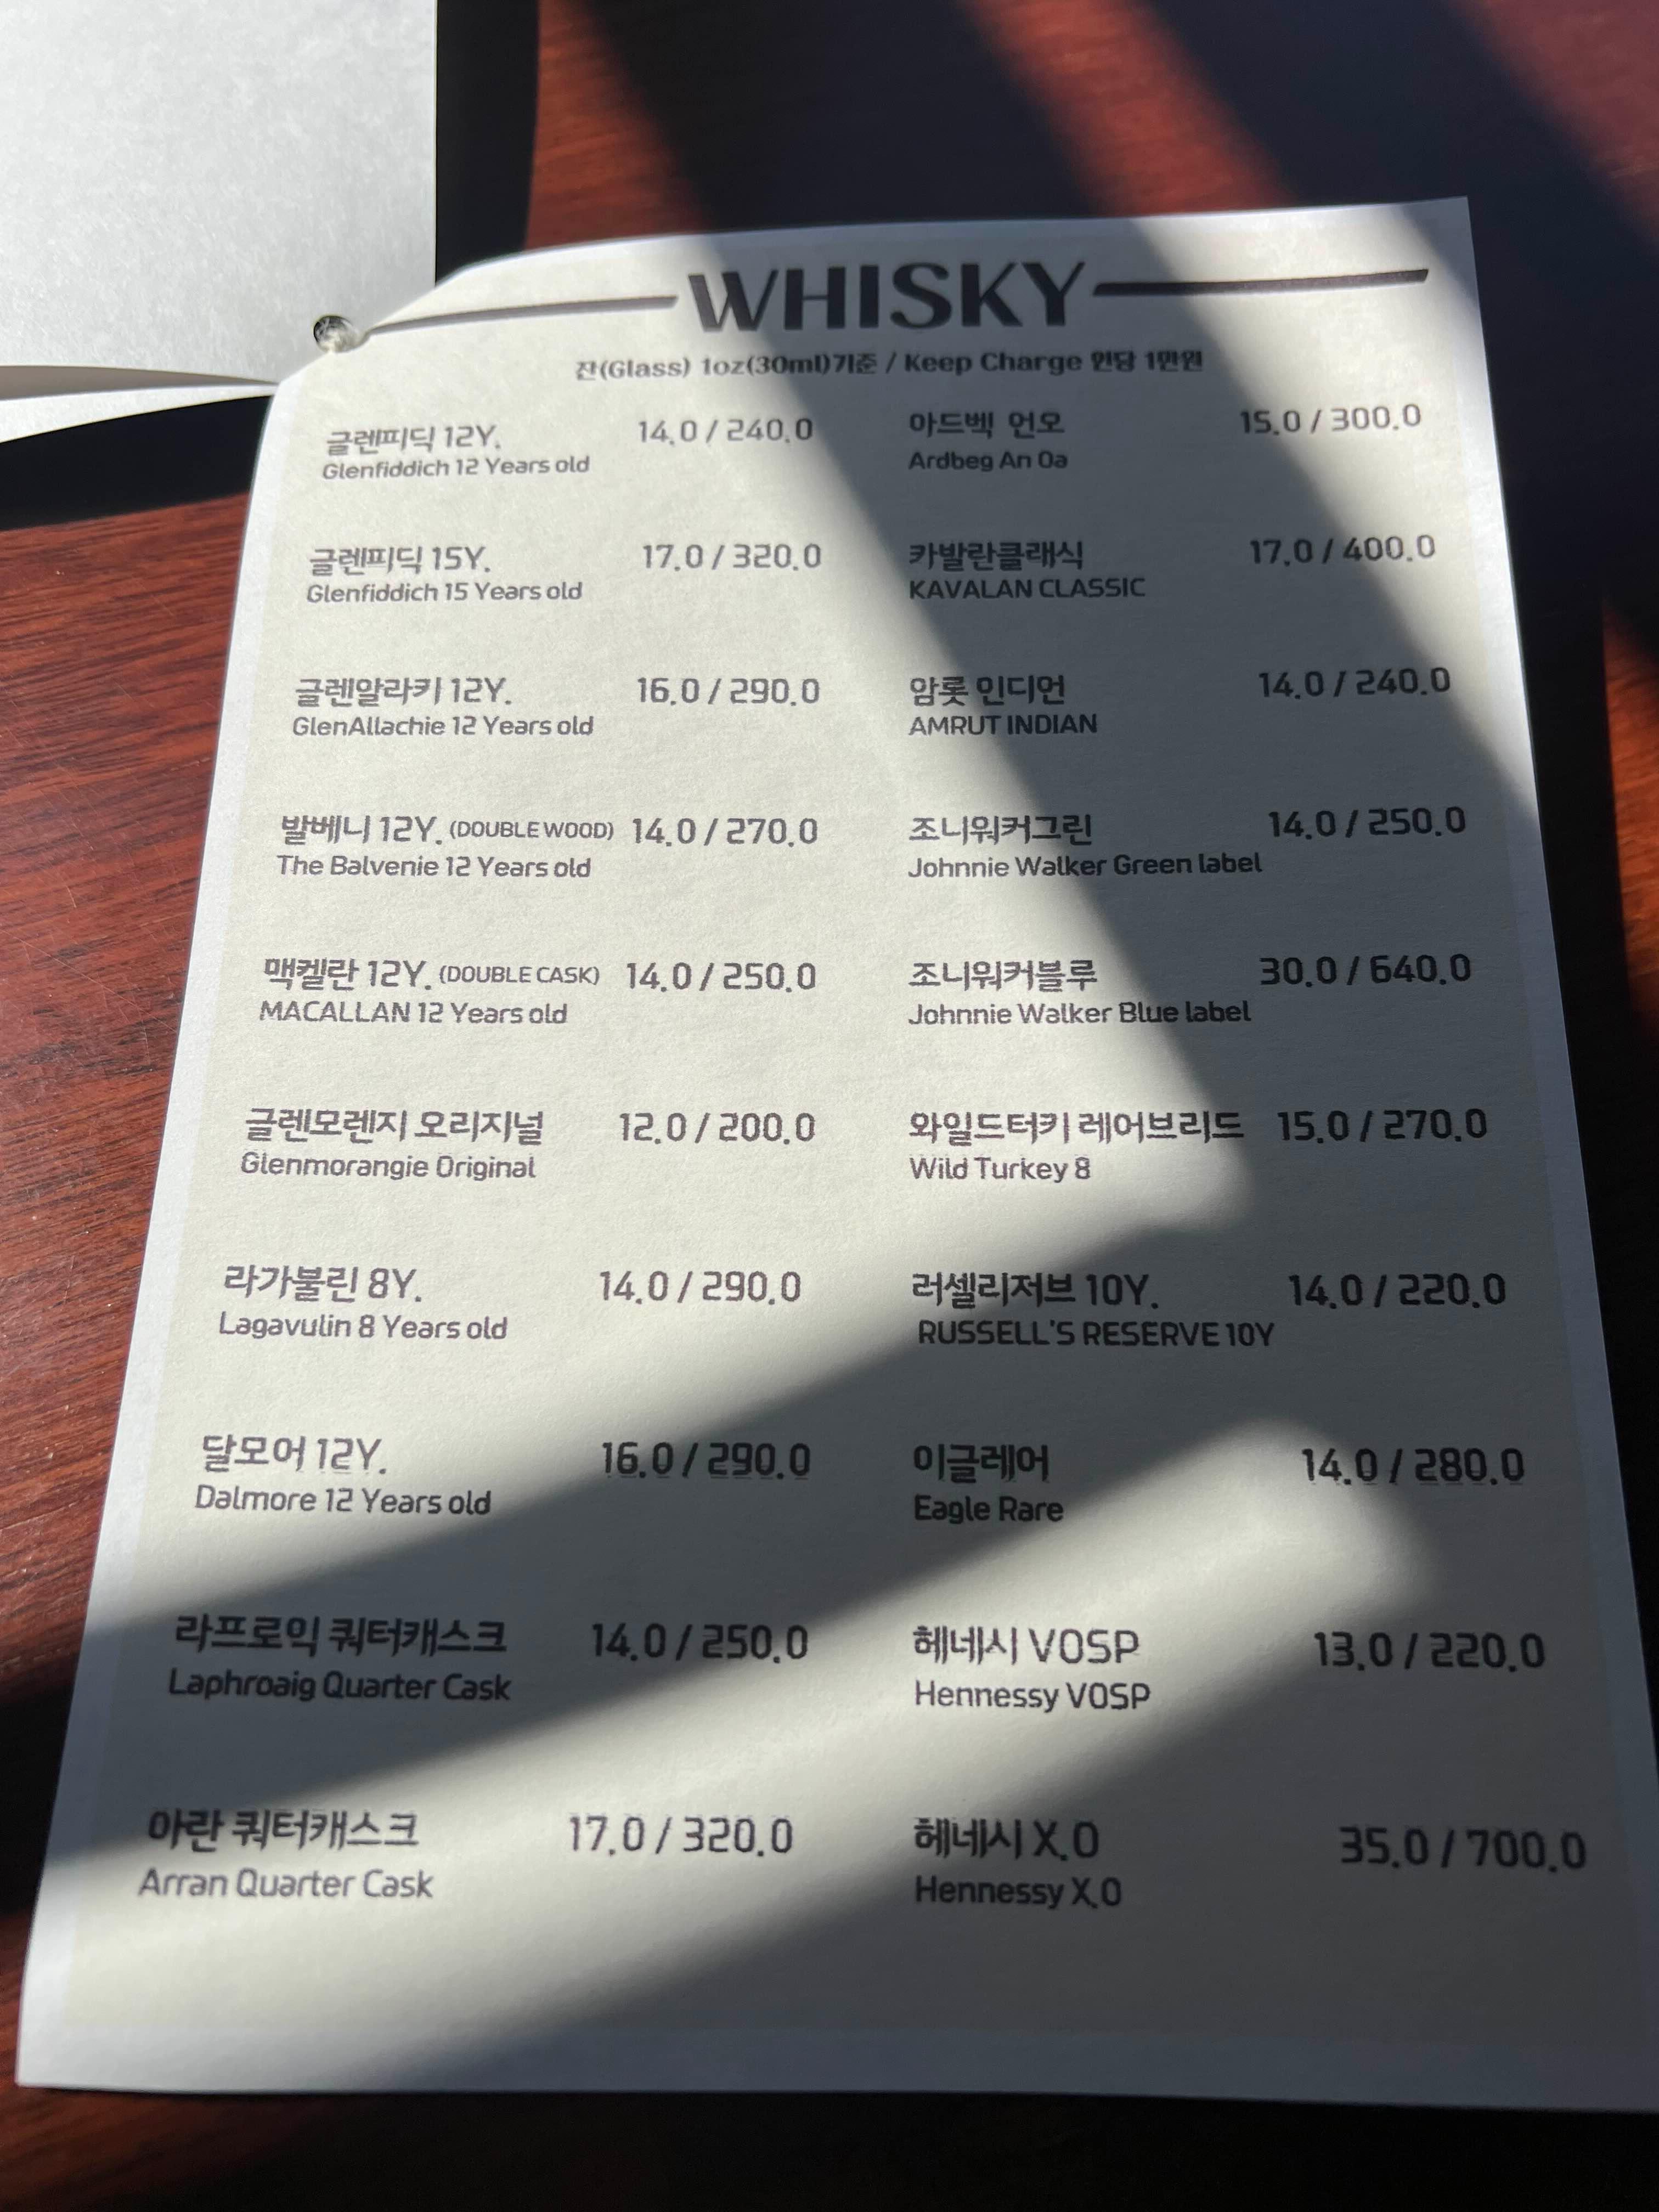 WHISKY
잔(Glass) 1oz(30ml)기준 / Keep Charge 인당 1만원
글렌피딕 12Y. 14.0 / 240.0
Glenfiddich 12 Years old
글렌피딕 15Y. 17.0 / 320.0
Glenfiddich 15 Years old
글렌알라키 12Y. 16.0 / 290.0
GlenAllachie 12 Years old
발베니 12Y. (DOUBLE WOOD) 14.0 / 270.0
The Balvenie 12 Years old
맥켈란 12Y. (DOUBLE CASK) 14.0 / 250.0
MACALLAN 12 Years old
글렌모렌지 오리지널 12.0 / 200.0
Glenmorangie Original
라가불린 8Y. 14.0 / 290.0
Lagavulin 8 Years old
달모어 12Y. 16.0 / 290.0
Dalmore 12 Years old
라프로익 쿼터캐스크 14.0 / 250.0
Laphroaig Quarter Cask
아란 쿼터캐스크 17.0 / 320.0
Arran Quarter Cask
아드벡 언오 15.0 / 300.0
Ardbeg An Oa
카발란클래식 17.0 / 400.0
KAVALAN CLASSIC
암룻 인디언 14.0 / 240.0
AMRUT INDIAN
조니워커그린 14.0 / 250.0
Johnnie Walker Green label
조니워커블루 30.0 / 640.0
Johnnie Walker Blue label
와일드터키 레어브리드 15.0 / 270.0
Wild Turkey 8
러셀리저브 10Y. 14.0 / 220.0
RUSSELL'S RESERVE 10Y
이글레어 14.0 / 280.0
Eagle Rare
헤네시 VOSP 13.0 / 220.0
Hennessy VOSP
헤네시 X.O 35.0 / 700.0
Hennessy X.O